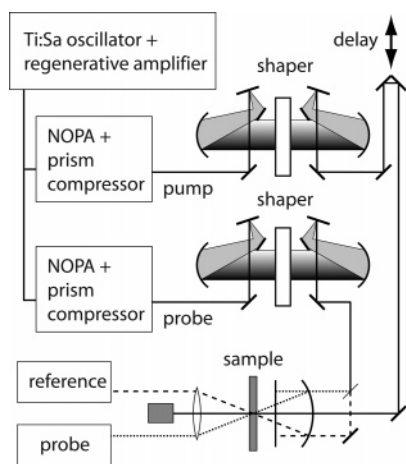 Ti:Sa oscillator +
regenerative amplifier
delay
shaper
NOPA +
prism
compressor
pump
shaper
NOPA +
prism
compressor
probe
sample
reference
probe